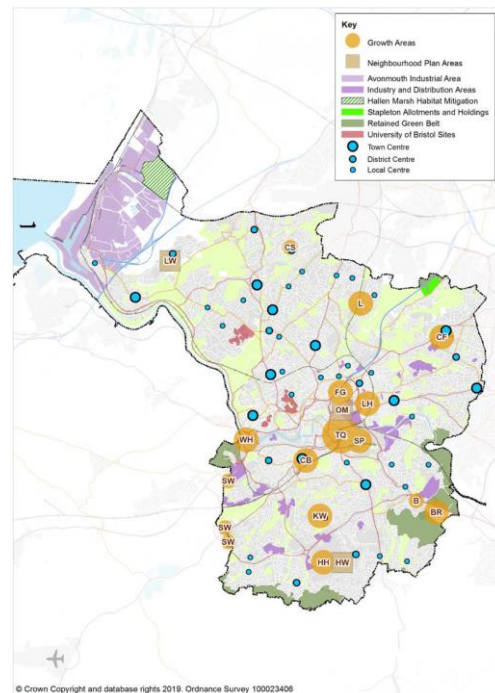 Key
Growth Areas
Neighbourhood Plan Areas
Avonmouth Industrial Area
Industry and Distribution Areas
Hallen Marsh Habitat Mitigation
Stapleton Allotments and Holdings
Retained Green Belt
University of Bristol Sites
Town Centre
District Centre
Local Centre
CS
LW
L
CF
FG
LH
OM
WH
TQ
SP
CB
SW
B
BR
KW
SW
SW
HH
HW
© Crown Copyright and database rights 2019. Ordnance Survey 100023406